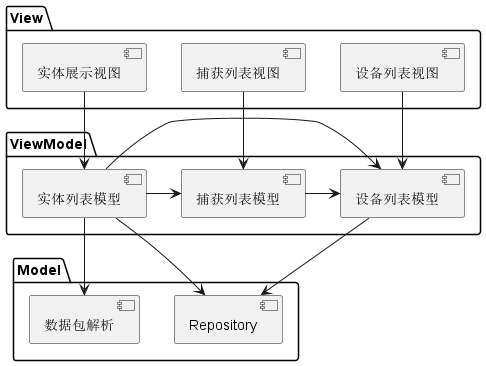 View
实体展示视图
捕获列表视图
设备列表视图
ViewModel
实体列表模型
捕获列表模型
设备列表模型
Model
数据包解析
Repository